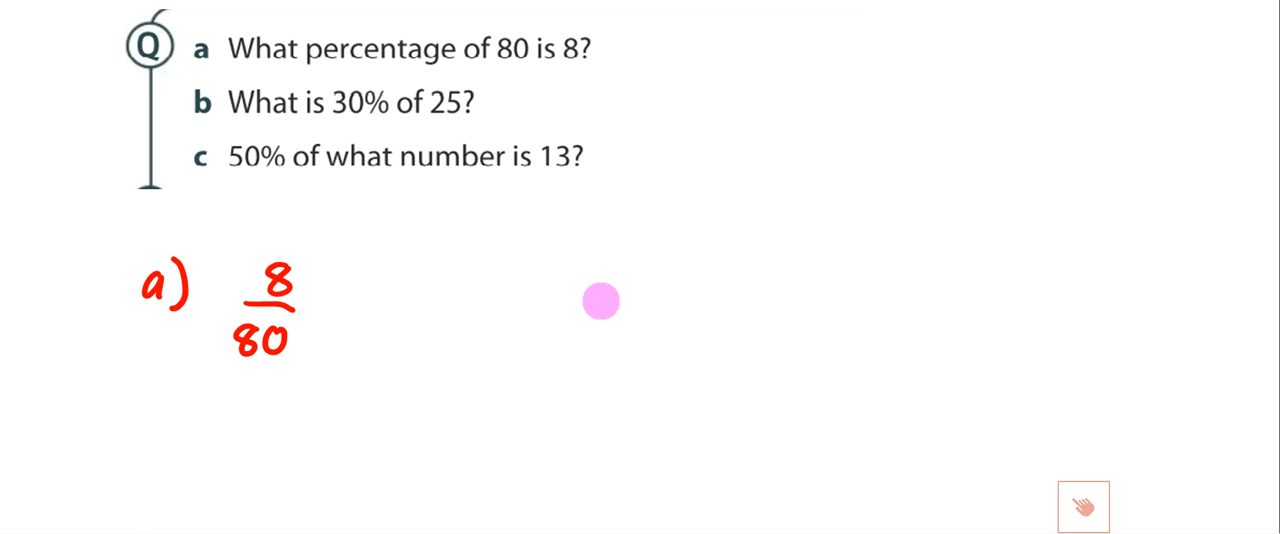 Q a What percentage of 80 is 8?
b What is 30% of 25?
c 50% of what number is 13?
a) 8
80